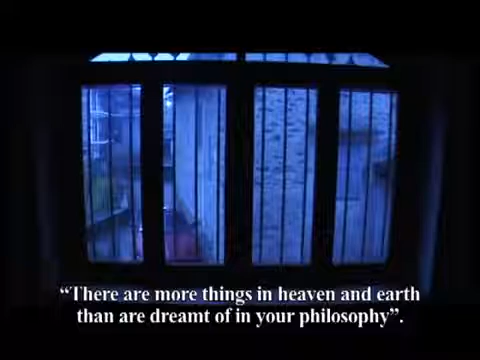 “There are more things in heaven and earth
than are dreamt of in your philosophy”.